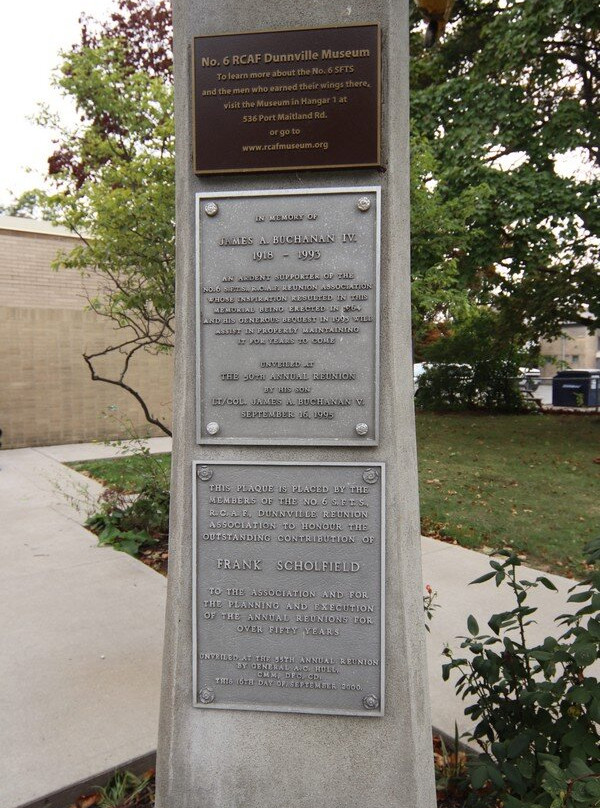 No. 6 RCAF Dunnville Museum
To learn more about the No. 6 SFTS
and the men who earned their wings there,
visit the Museum in Hangar 1 at
536 Port Maitland Rd.
or go to
www.rcafmuseum.org
IN MEMORY OF
JAMES A. BUCHANAN IV.
1918 - 1993
AN ARDENT SUPPORTER OF THE
NO. 6 S.F.T.S., R.C.A.F. REUNION ASSOCIATION
WHOSE INSPIRATION RESULTED IN THIS
MEMORIAL BEING ERECTED IN
AND HIS GENEROUS BEQUEST IN 1993 WILL
ASSIST IN PROPERLY MAINTAINING
IT FOR YEARS TO COME
UNVEILED AT
THE 50TH ANNUAL REUNION
BY HIS SON
LT/COL. JAMES A. BUCHANAN V.
SEPTEMBER 16, 1995
THIS PLAQUE IS PLACED BY THE
MEMBERS OF THE NO. 6 S.F.T.S.,
R.C.A.F., DUNNVILLE REUNION
ASSOCIATION TO HONOUR THE
OUTSTANDING CONTRIBUTION OF
FRANK SCHOLFIELD
TO THE ASSOCIATION AND FOR
THE PLANNING AND EXECUTION
OF THE ANNUAL REUNIONS FOR
OVER FIFTY YEARS
UNVEILED AT THE 55TH ANNUAL REUNION
BY GENERAL A.C. HULL
CMM, DFC, CD.
THIS 16TH DAY OF SEPTEMBER 2000.